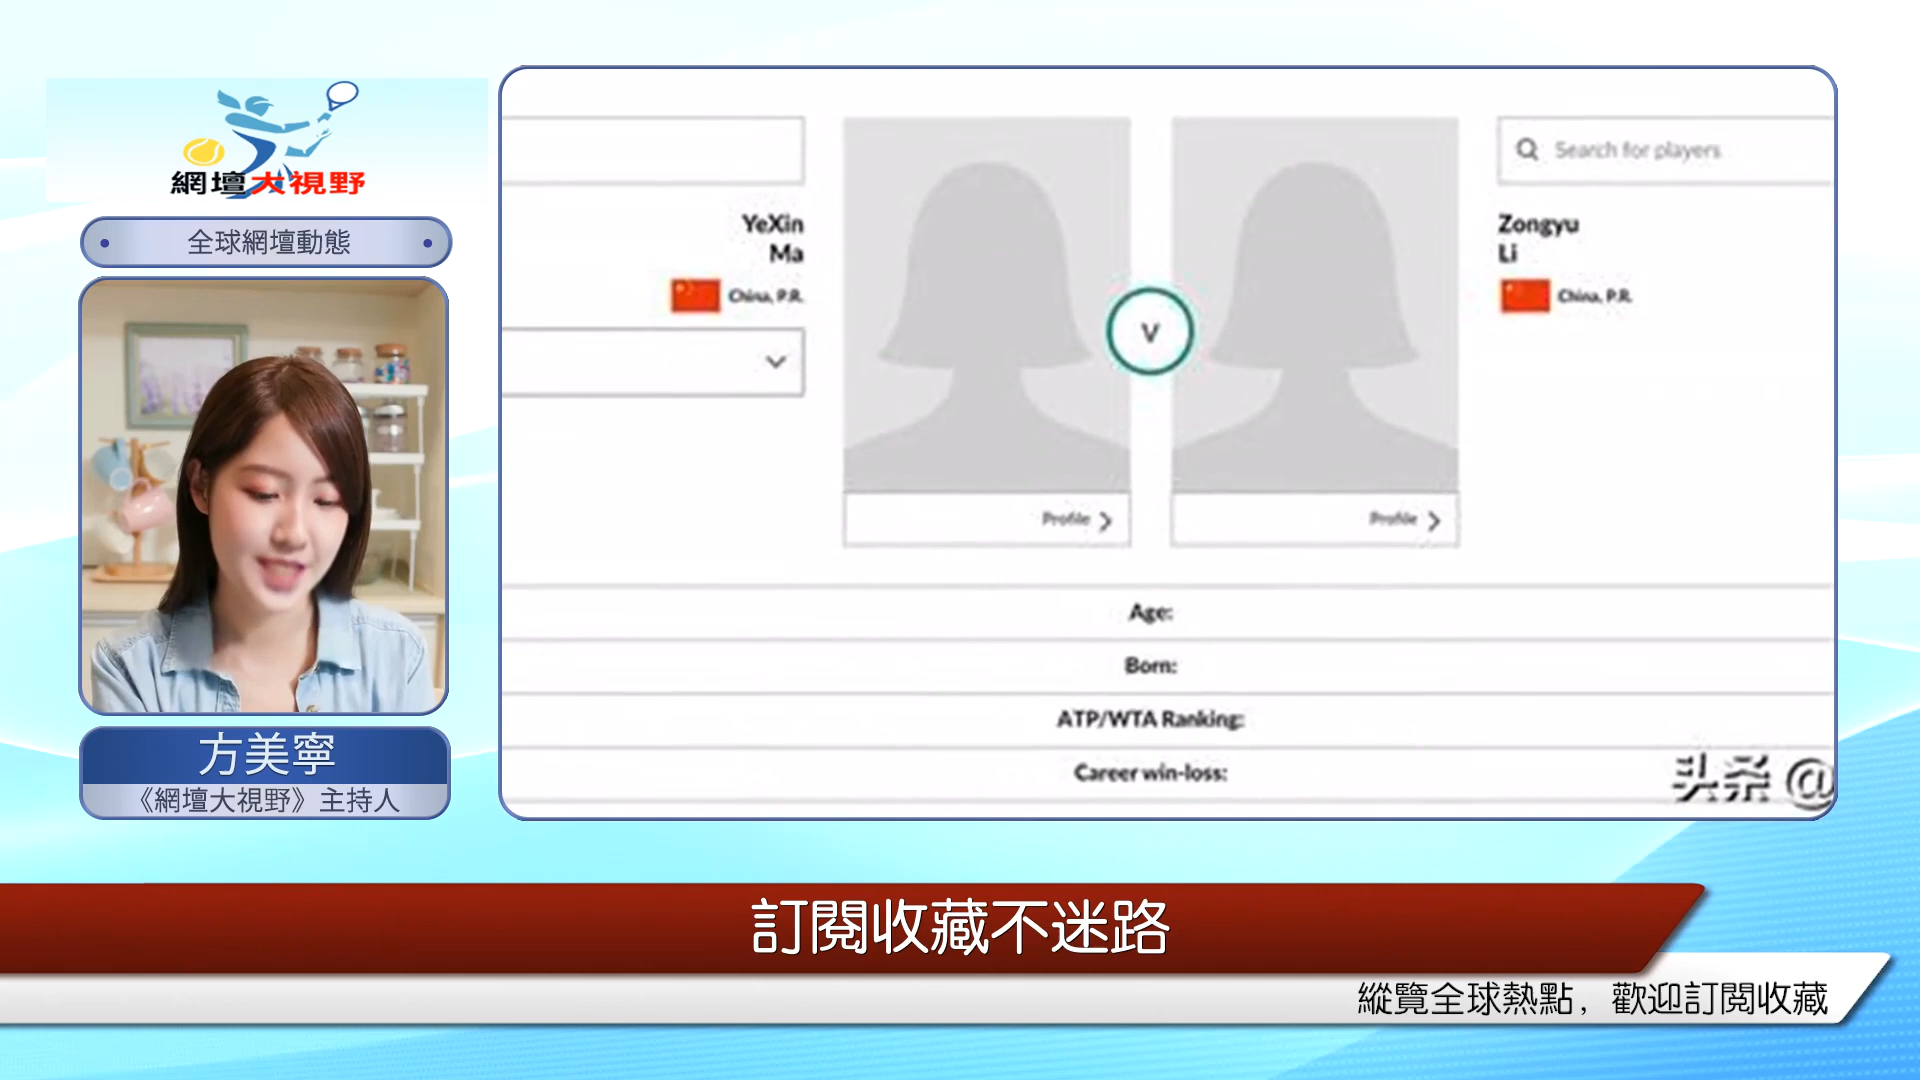 網壇大視野
全球網壇動態
方美寧
《網壇大視野》主持人
Search for players
YeXin
Ma
China, P.R.
V
Zongyu
Li
China, P.R.
Profile
Profile
Age:
Born:
ATP/WTA Ranking:
Career win-loss:
头条 @
訂閱收藏不迷路
縱覽全球熱點，歡迎訂閱收藏